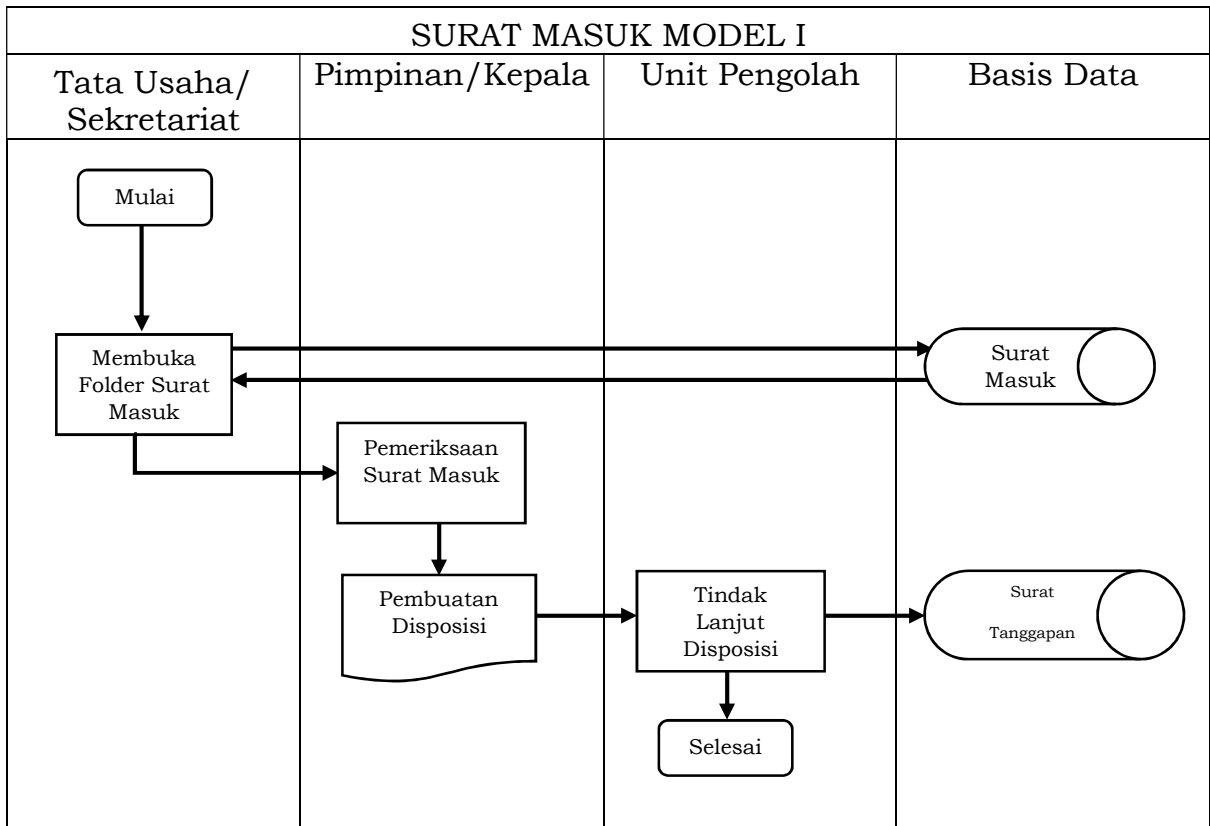 SURAT MASUK MODEL I
Tata Usaha/
Sekretariat
Pimpinan/Kepala
Unit Pengolah
Basis Data
Mulai
Membuka
Folder Surat
Masuk
Surat
Masuk
Pemeriksaan
Surat Masuk
Pembuatan
Disposisi
Tindak
Lanjut
Disposisi
Surat
Tanggapan
Selesai